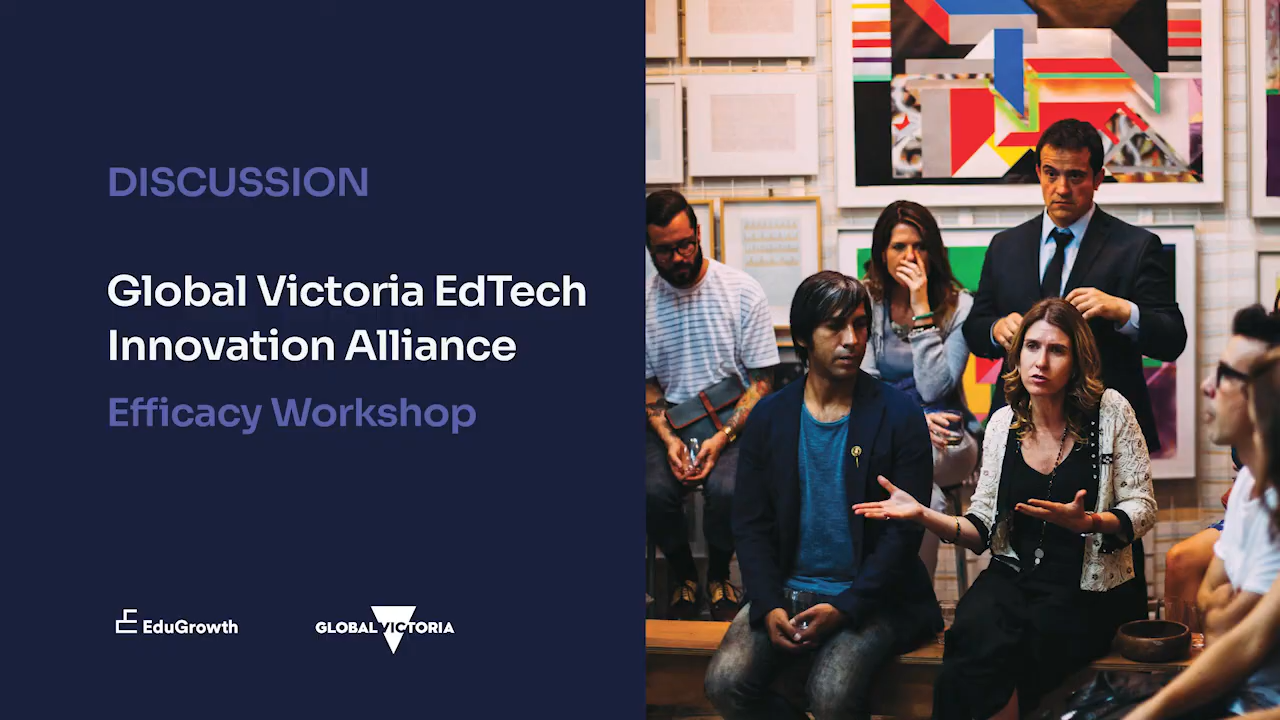 DISCUSSION
Global Victoria EdTech
Innovation Alliance
Efficacy Workshop
EduGrowth
GLOBAL VICTORIA